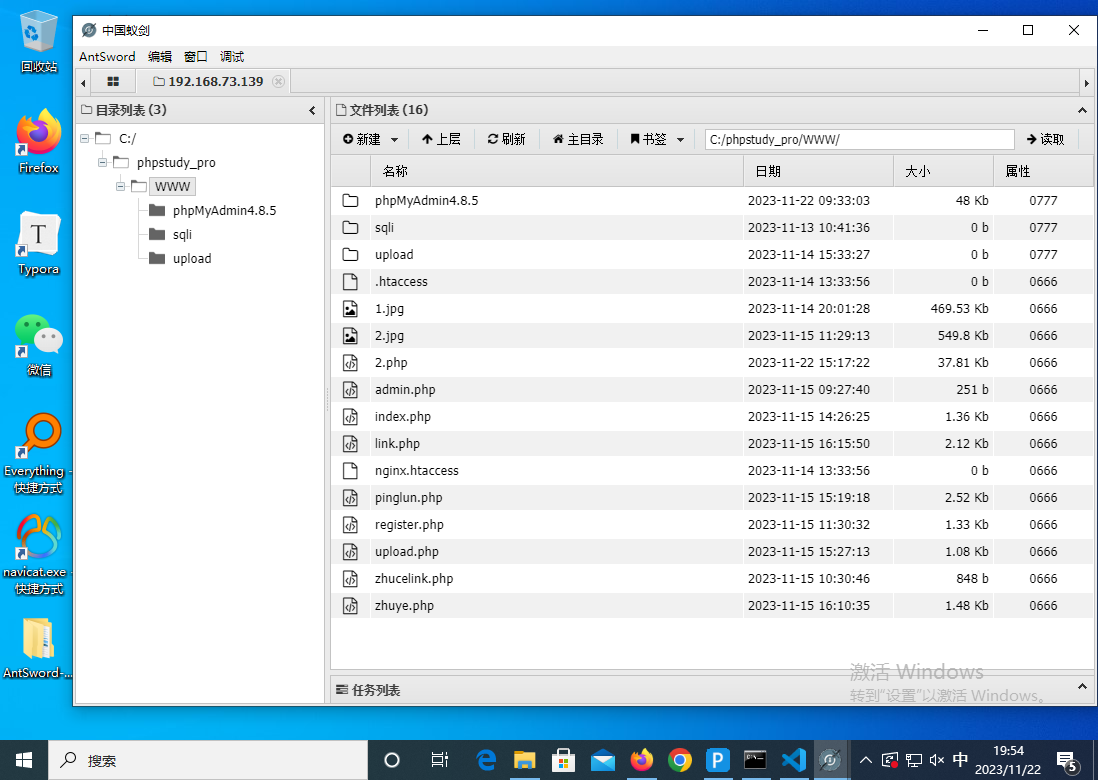 回收站
Firefox
Typora
微信
Everything -
快捷方式
navicat.exe -
快捷方式
AntSword-...
中国蚁剑
AntSword 编辑 窗口 调试
192.168.73.139
目录列表 (3)
C:/
phpstudy_pro
WWW
phpMyAdmin4.8.5
sqli
upload
文件列表 (16)
新建 上层 刷新 主目录 书签 C:/phpstudy_pro/WWW/ 读取
名称 日期 大小 属性
phpMyAdmin4.8.5 2023-11-22 09:33:03 48 Kb 0777
sqli 2023-11-13 10:41:36 0 b 0777
upload 2023-11-14 15:33:27 0 b 0777
.htaccess 2023-11-14 13:33:56 0 b 0666
1.jpg 2023-11-14 20:01:28 469.53 Kb 0666
2.jpg 2023-11-15 11:29:13 549.8 Kb 0666
2.php 2023-11-22 15:17:22 37.81 Kb 0666
admin.php 2023-11-15 09:27:40 251 b 0666
index.php 2023-11-15 14:26:25 1.36 Kb 0666
link.php 2023-11-15 16:15:50 2.12 Kb 0666
nginx.htaccess 2023-11-14 13:33:56 0 b 0666
pinglun.php 2023-11-15 15:19:18 2.52 Kb 0666
register.php 2023-11-15 11:30:32 1.33 Kb 0666
upload.php 2023-11-15 15:27:13 1.08 Kb 0666
zhucelink.php 2023-11-15 10:30:46 848 b 0666
zhuye.php 2023-11-15 16:10:35 1.48 Kb 0666
任务列表
激活 Windows
转到"设置"以激活 Windows。
搜索
中
19:54
2023/11/22
5